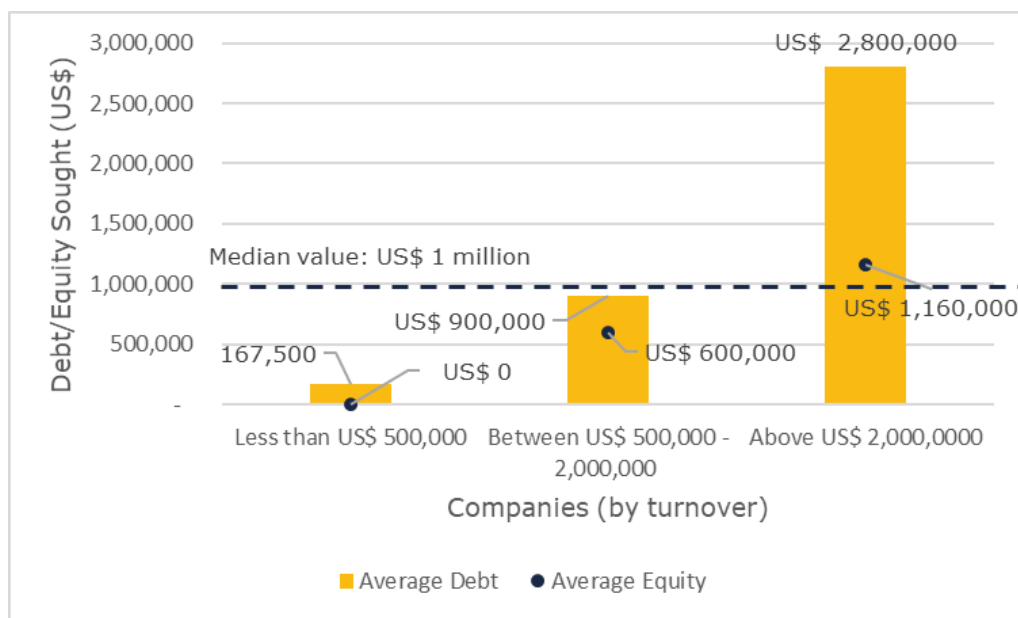 Debt/Equity Sought (US$)
3,000,000
2,500,000
2,000,000
1,500,000
1,000,000
500,000
-
US$ 2,800,000
Median value: US$ 1 million
US$ 900,000
US$ 1,160,000
167,500
US$ 0
US$ 600,000
Less than US$ 500,000
Between US$ 500,000 -
2,000,000
Above US$ 2,000,0000
Companies (by turnover)
Average Debt
Average Equity